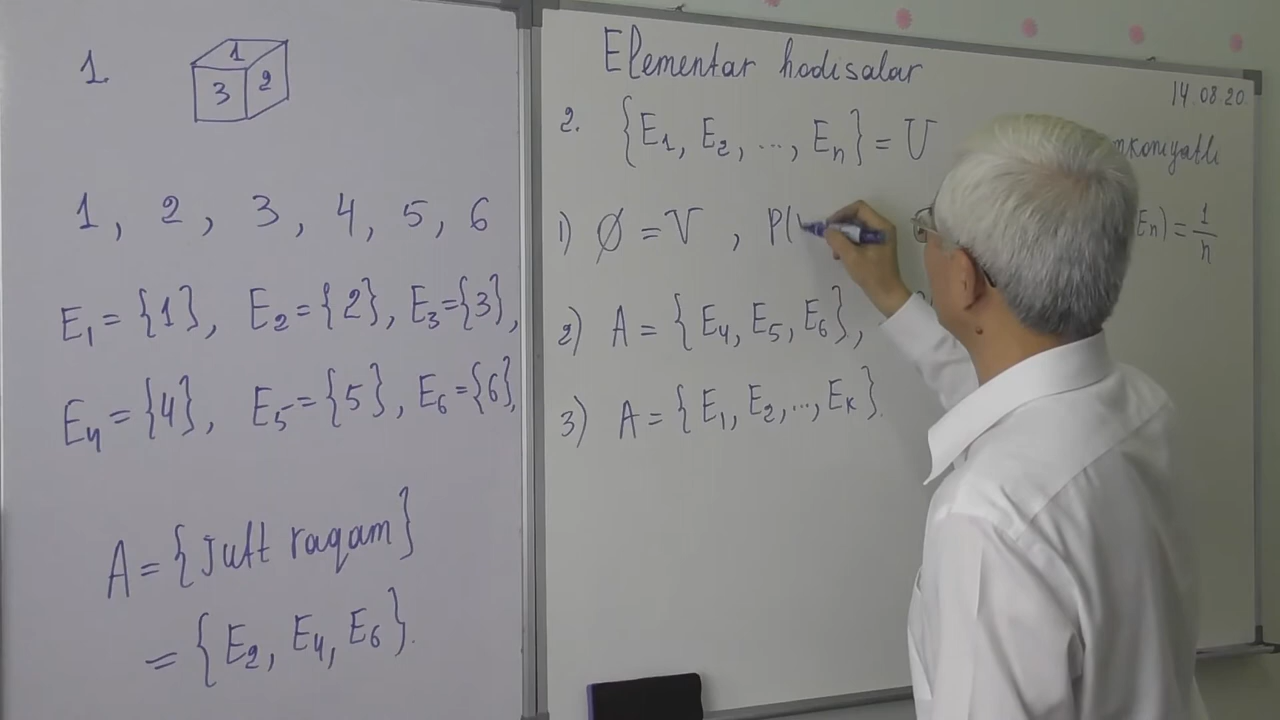 1.
1
3 2
1, 2, 3, 4, 5, 6
E₁ = {1}, E₂ = {2}, E₃ = {3},
E₄ = {4}, E₅ = {5}, E₆ = {6},
A = {Juft raqam}
= {E₂, E₄, E₆}.
Elementar hodisalar
14.08.20
2. {E₁, E₂, ..., Eₙ} = U
1) ∅ = V, P(
Eₙ) = 1/n
2) A = {E₄, E₅, E₆},
3) A = {E₁, E₂, ..., Eₖ}.